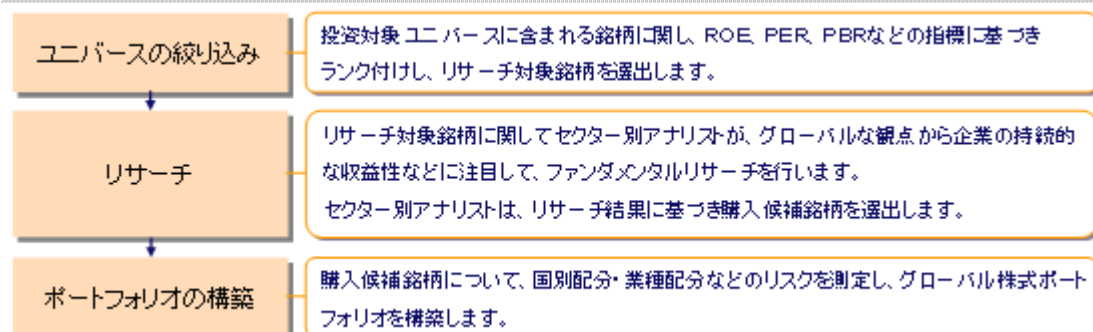 ユニバースの絞り込み
投資対象ユニバースに含まれる銘柄に関し、ROE、PER、PBRなどの指標に基づき
ランク付けし、リサーチ対象銘柄を選出します。
リサーチ
リサーチ対象銘柄に関してセクター別アナリストが、グローバルな観点から企業の持続的
な収益性などに注目して、ファンダメンタルリサーチを行います。
セクター別アナリストは、リサーチ結果に基づき購入候補銘柄を選出します。
ポートフォリオの構築
購入候補銘柄について、国別配分・業種配分などのリスクを測定し、グローバル株式ポート
フォリオを構築します。